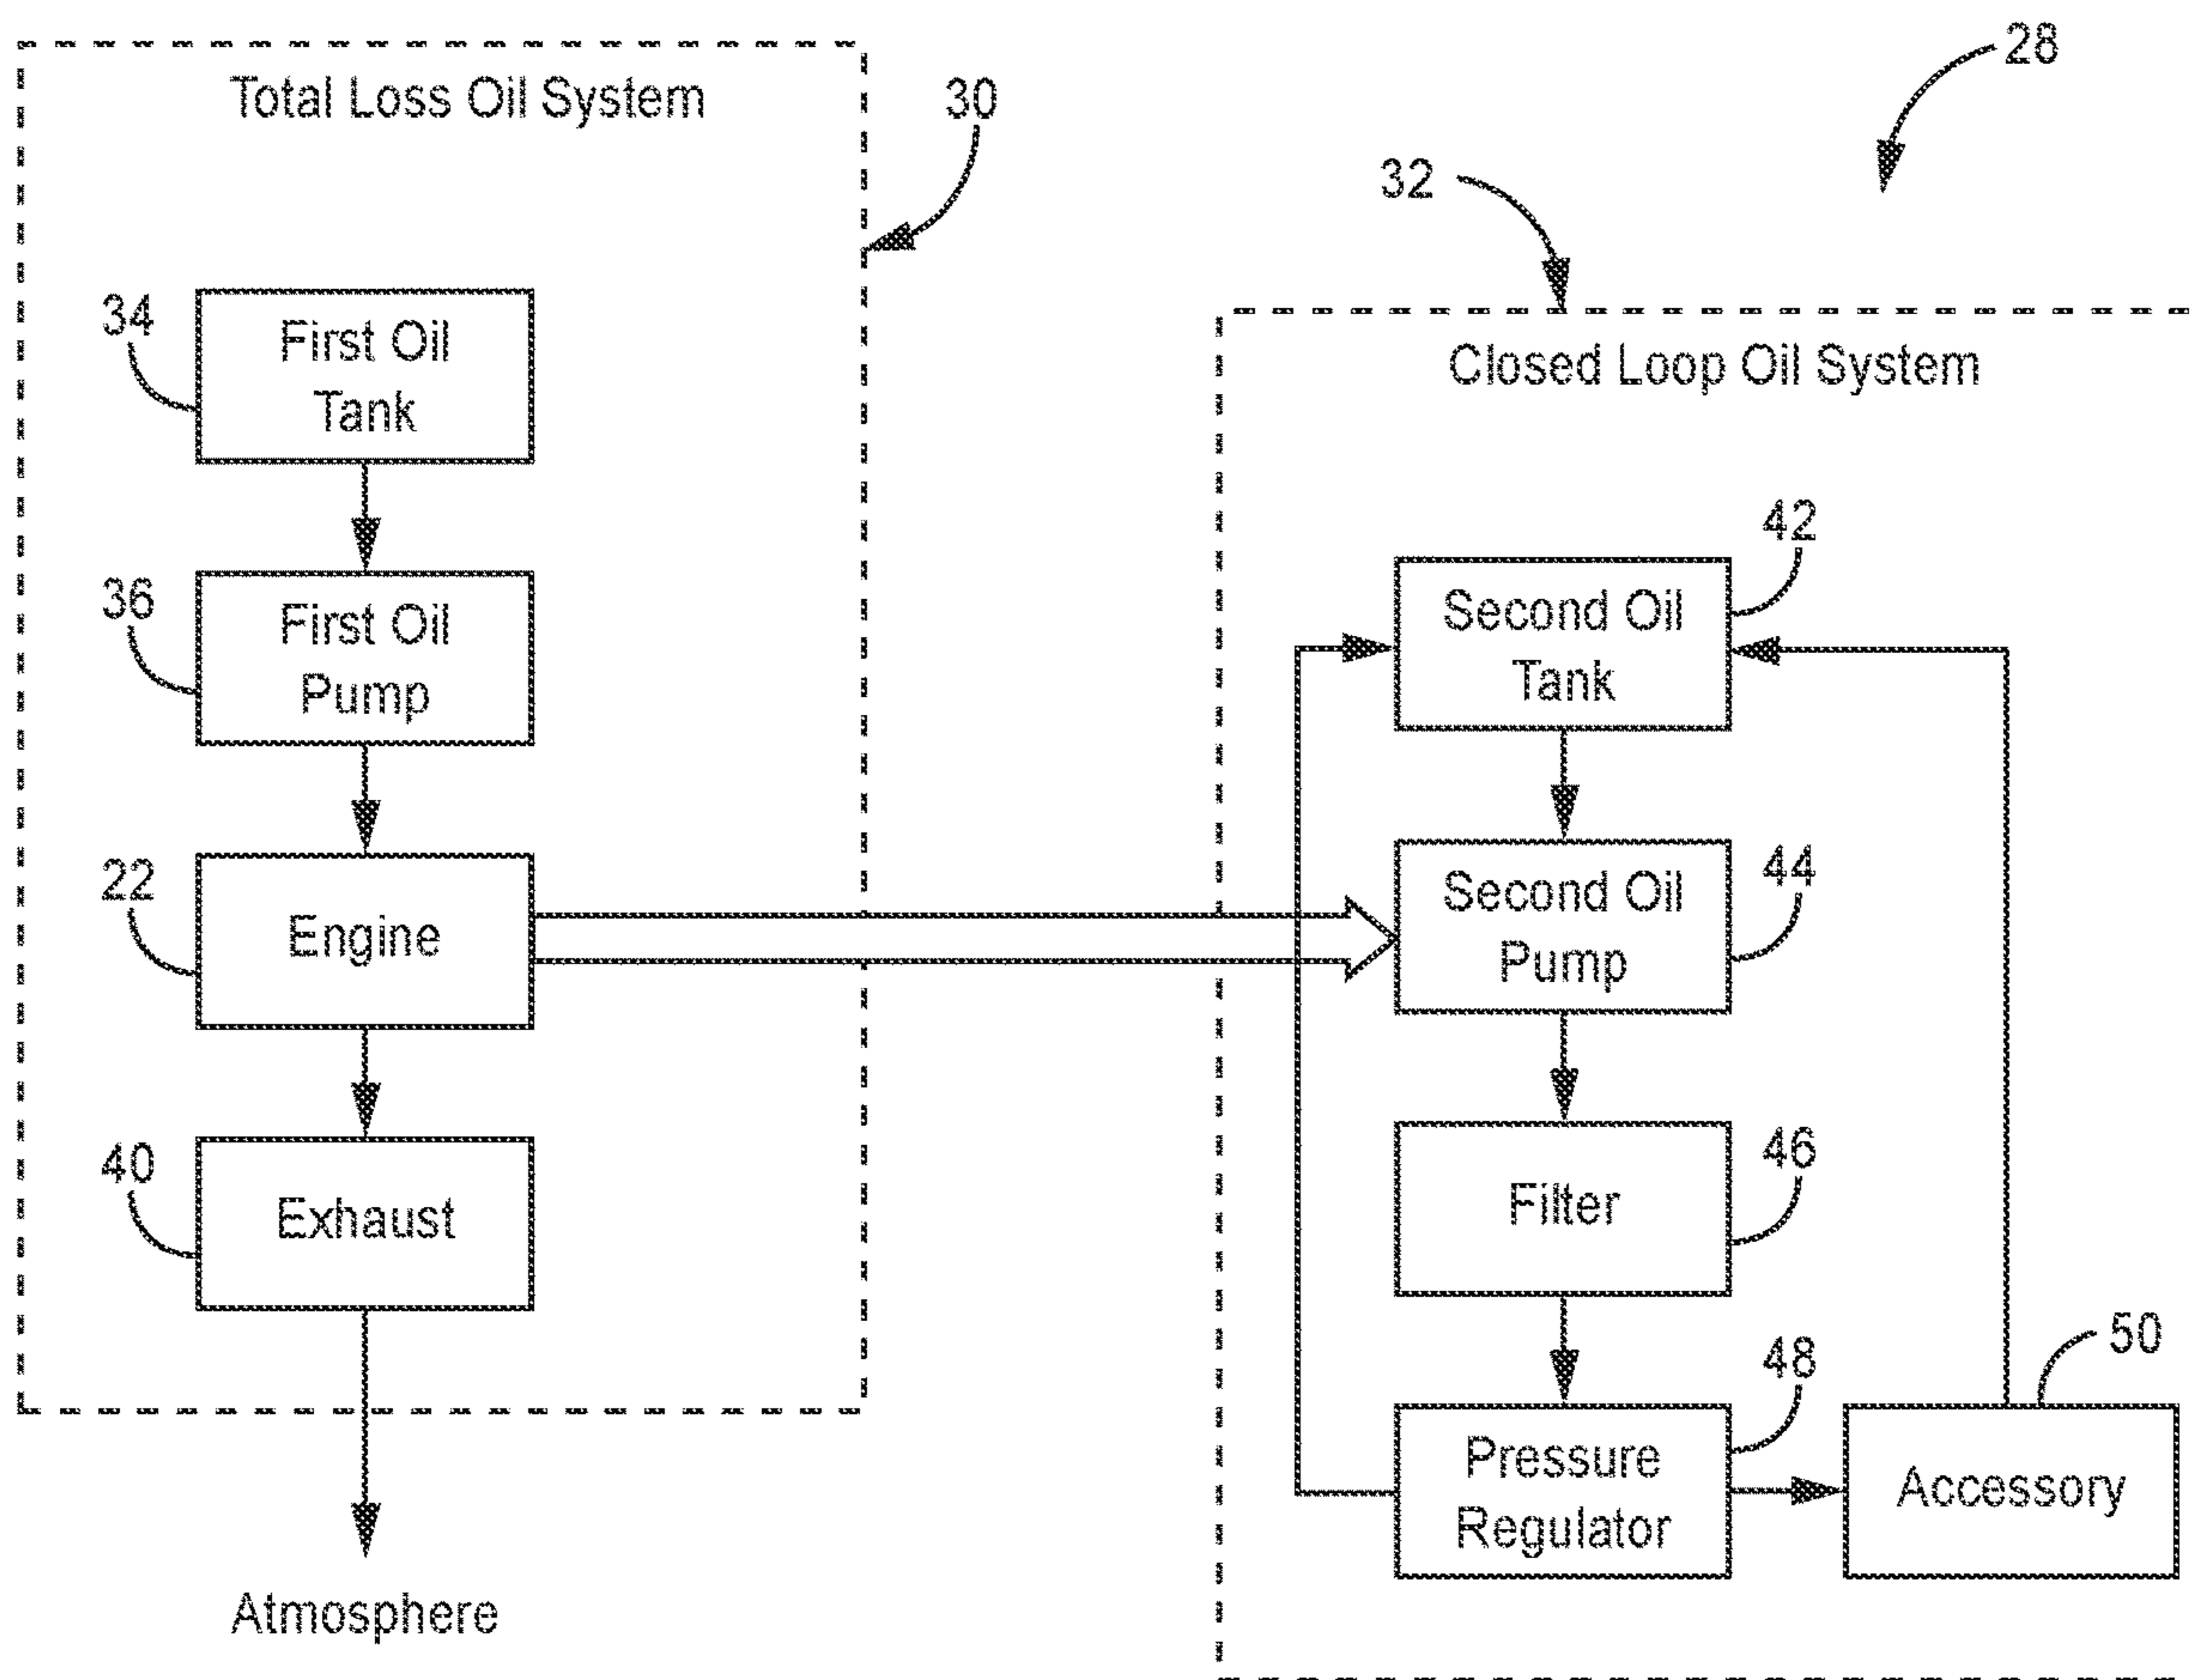 28
Total Loss Oil System
30
32
34
First Oil
Tank
Closed Loop Oil System
36
First Oil
Pump
42
Second Oil
Tank
22
Engine
44
Second Oil
Pump
40
Exhaust
46
Filter
48
Pressure
Regulator
50
Accessory
Atmosphere